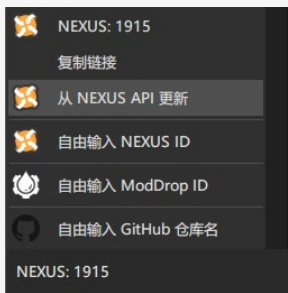 NEXUS: 1915
复制链接
从 NEXUS API 更新
自由输入 NEXUS ID
自由输入 ModDrop ID
自由输入 GitHub 仓库名
NEXUS: 1915